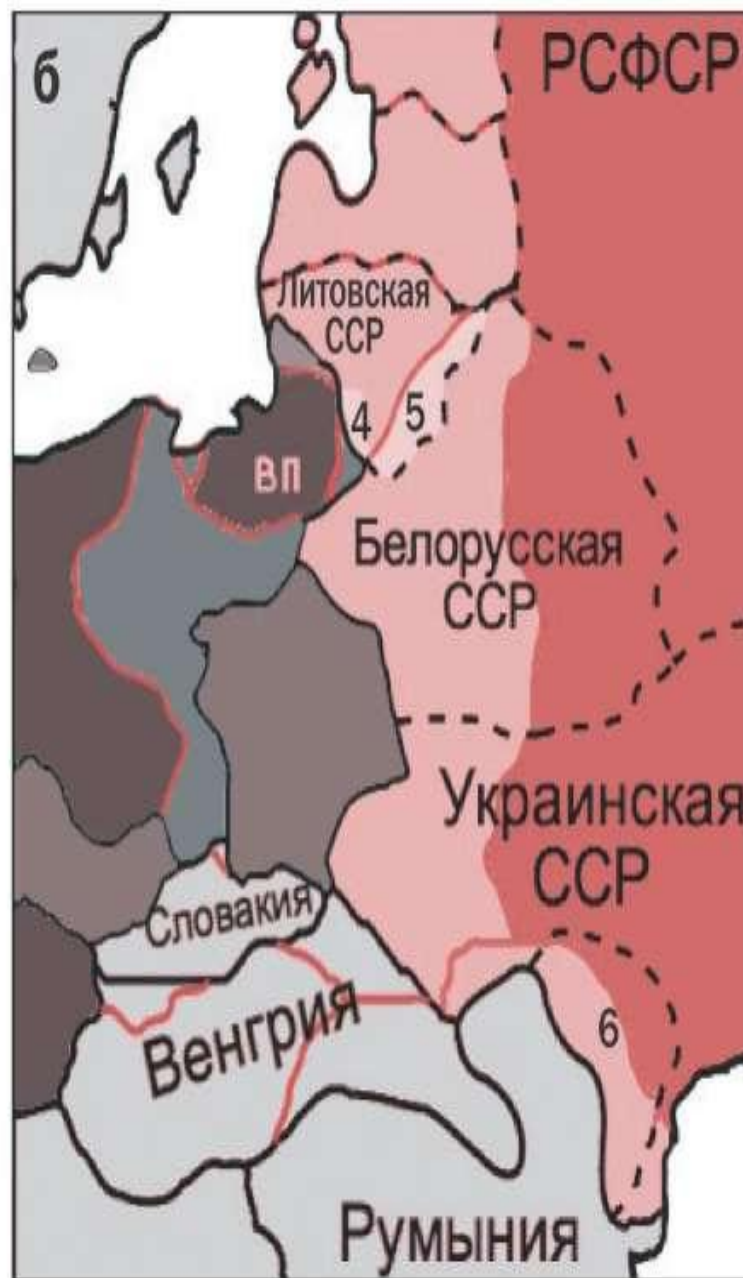 б
РСФСР
Литовская
ССР
4
5
ВП
Белорусская
ССР
Украинская
ССР
Словакия
Венгрия
6
Румыния